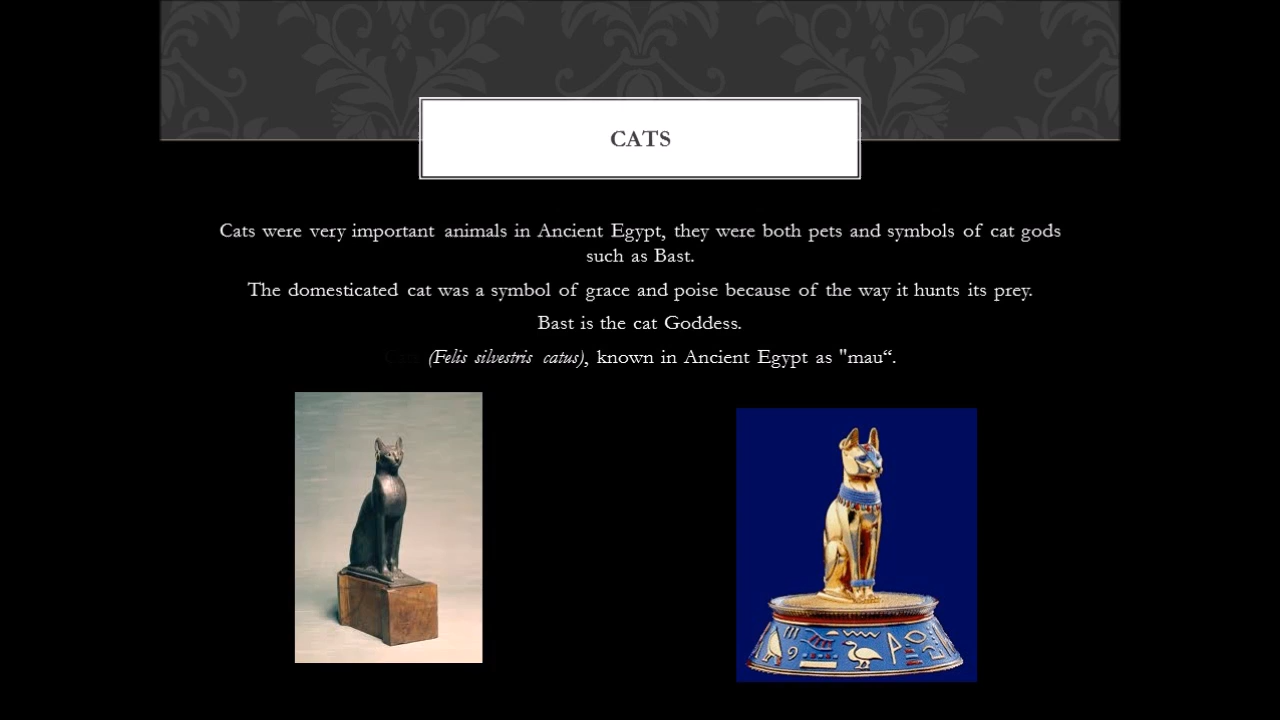 CATS
Cats were very important animals in Ancient Egypt, they were both pets and symbols of cat gods
such as Bast.
The domesticated cat was a symbol of grace and poise because of the way it hunts its prey.
Bast is the cat Goddess.
Cats (Felis silvestris catus), known in Ancient Egypt as "mau“.